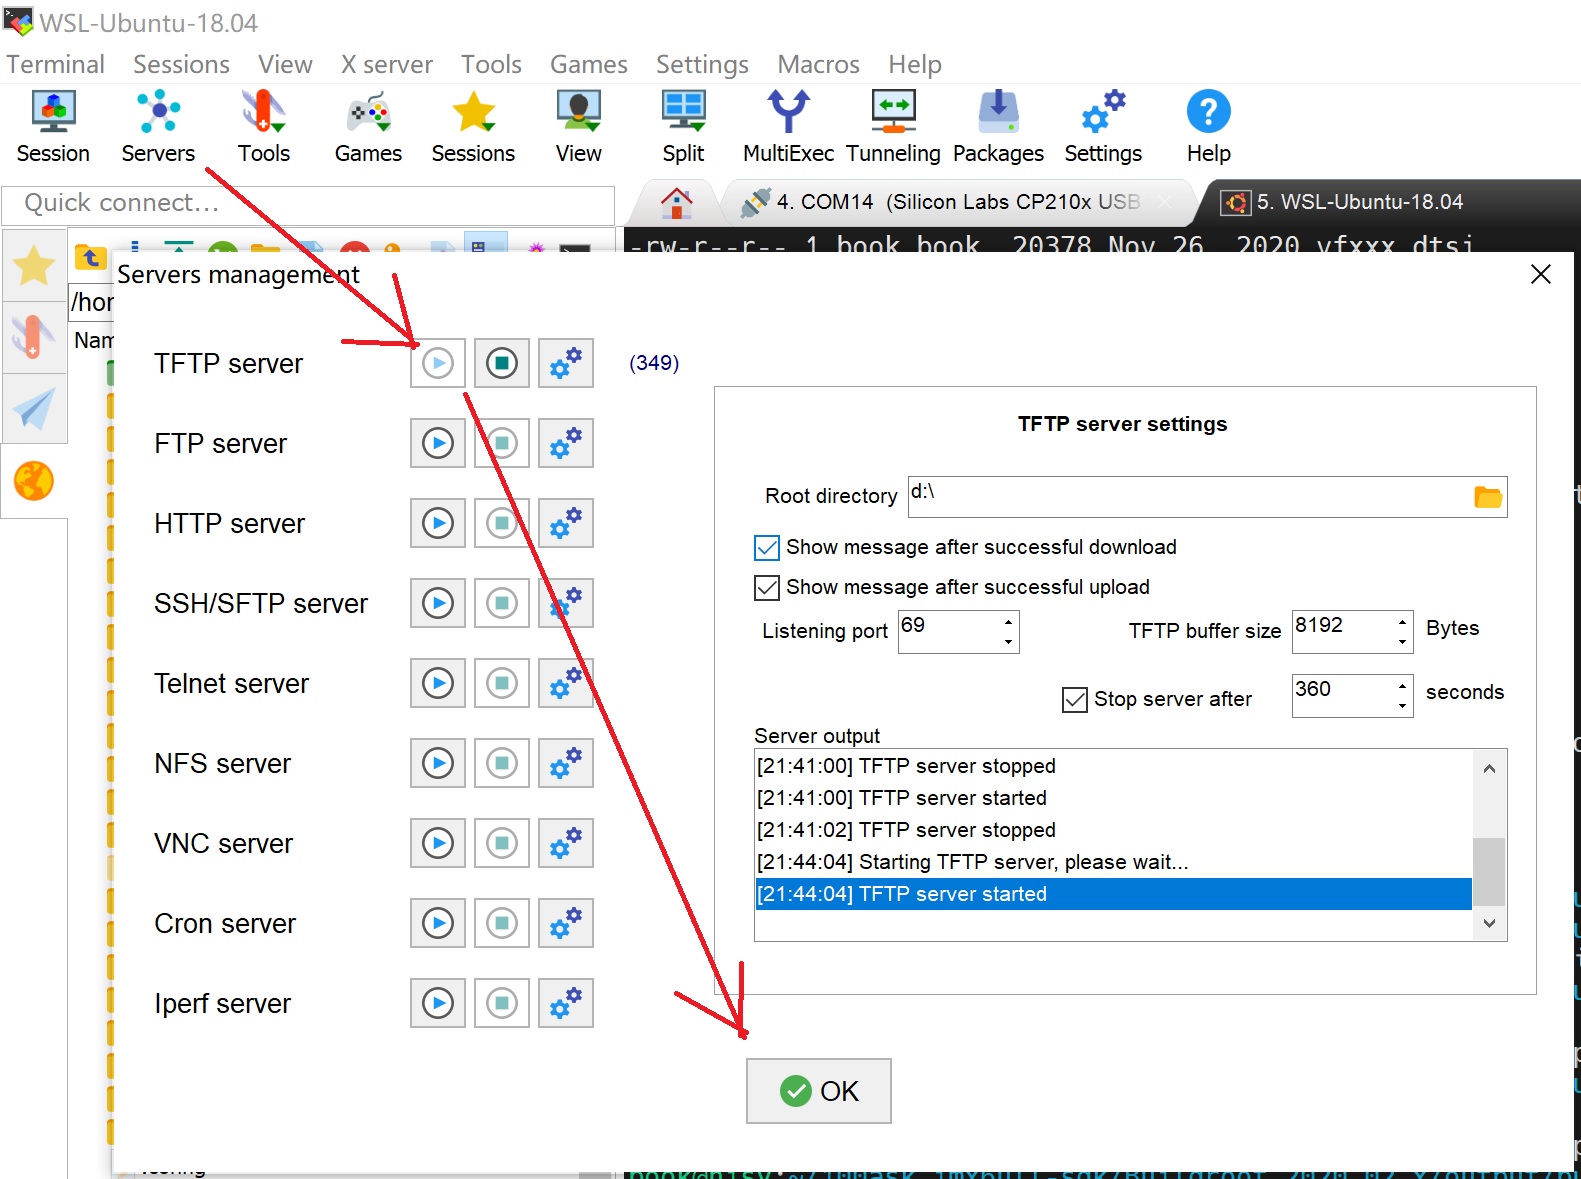 WSL-Ubuntu-18.04
Terminal Sessions View X server Tools Games Settings Macros Help
Session Servers Tools Games Sessions View Split MultiExec Tunneling Packages Settings Help
Quick connect...
4. COM14 (Silicon Labs CP210x USB
5. WSL-Ubuntu-18.04
-rw-r--r-- 1 book book 20378 Nov 26 2020 vfxxx.dtsi
Servers management
/hor
Nam
TFTP server
(349)
FTP server
HTTP server
SSH/SFTP server
Telnet server
NFS server
VNC server
Cron server
Iperf server
TFTP server settings
Root directory d:\
Show message after successful download
Show message after successful upload
Listening port 69 TFTP buffer size 8192 Bytes
Stop server after 360 seconds
Server output
[21:41:00] TFTP server stopped
[21:41:00] TFTP server started
[21:41:02] TFTP server stopped
[21:44:04] Starting TFTP server, please wait...
[21:44:04] TFTP server started
OK